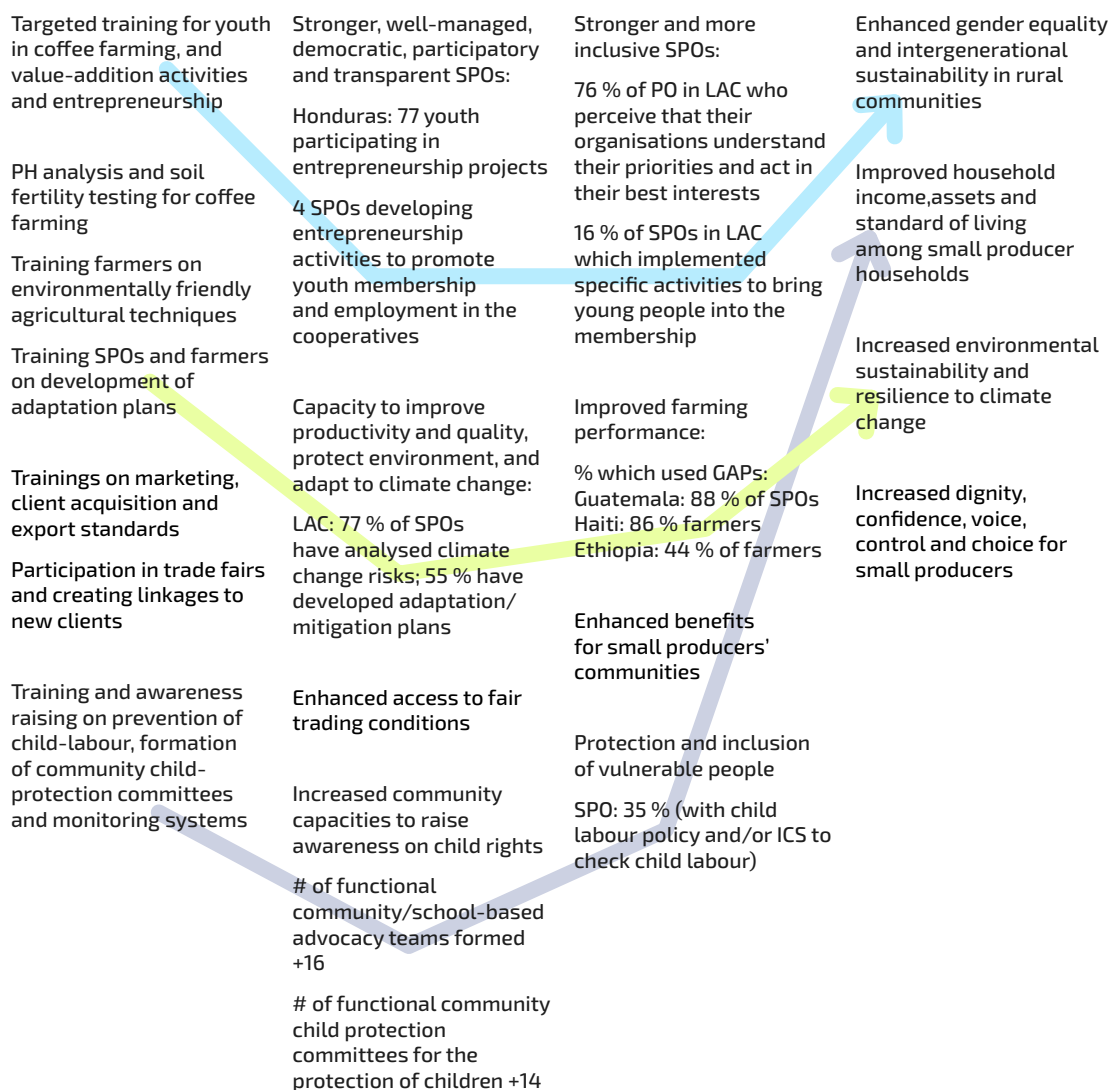 Targeted training for youth
in coffee farming, and
value-addition activities
and entrepreneurship
PH analysis and soil
fertility testing for coffee
farming
Training farmers on
environmentally friendly
agricultural techniques
Training SPOs and farmers
on development of
adaptation plans
Trainings on marketing,
client acquisition and
export standards
Participation in trade fairs
and creating linkages to
new clients
Training and awareness
raising on prevention of
child-labour, formation
of community child-
protection committees
and monitoring systems
Stronger, well-managed,
democratic, participatory
and transparent SPOs:
Honduras: 77 youth
participating in
entrepreneurship projects
4 SPOs developing
entrepreneurship
activities to promote
youth membership
and employment in the
cooperatives
Capacity to improve
productivity and quality,
protect environment, and
adapt to climate change:
LAC: 77 % of SPOs
have analysed climate
change risks; 55 % have
developed adaptation/
mitigation plans
Enhanced access to fair
trading conditions
Increased community
capacities to raise
awareness on child rights
# of functional
community/school-based
advocacy teams formed
+16
# of functional community
child protection
committees for the
protection of children +14
Stronger and more
inclusive SPOs:
76 % of PO in LAC who
perceive that their
organisations understand
their priorities and act in
their best interests
16 % of SPOs in LAC
which implemented
specific activities to bring
young people into the
membership
Improved farming
performance:
% which used GAPs:
Guatemala: 88 % of SPOs
Haiti: 86 % farmers
Ethiopia: 44 % of farmers
Enhanced benefits
for small producers’
communities
Protection and inclusion
of vulnerable people
SPO: 35 % (with child
labour policy and/or ICS to
check child labour)
Enhanced gender equality
and intergenerational
sustainability in rural
communities
Improved household
income,assets and
standard of living
among small producer
households
Increased environmental
sustainability and
resilience to climate
change
Increased dignity,
confidence, voice,
control and choice for
small producers